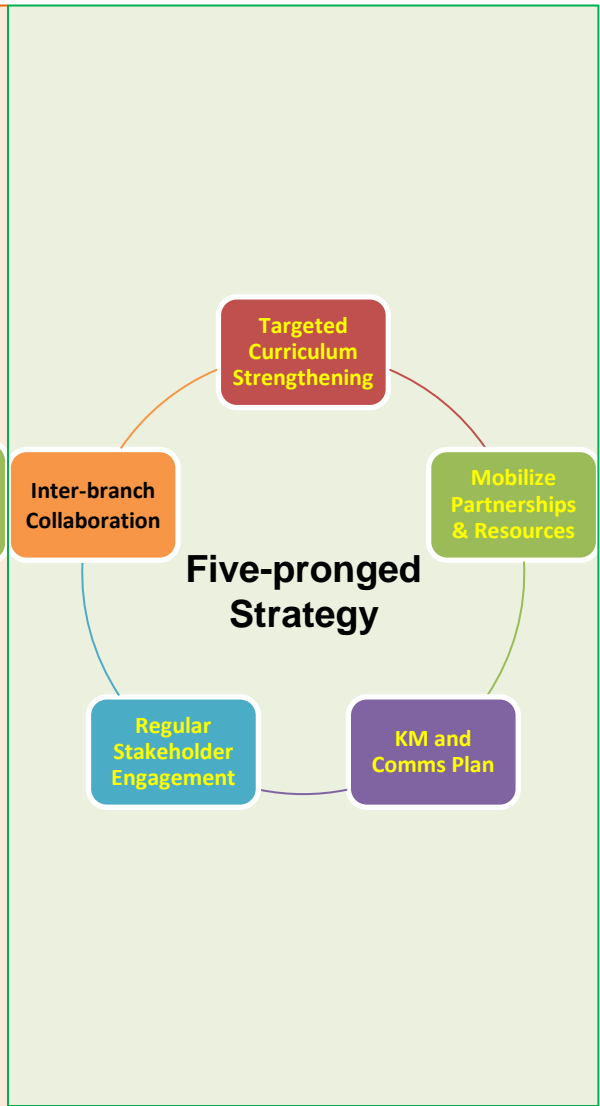 Targeted
Curriculum
Strengthening
Inter-branch
Collaboration
Mobilize
Partnerships
& Resources
Five-pronged
Strategy
Regular
Stakeholder
Engagement
KM and
Comms Plan